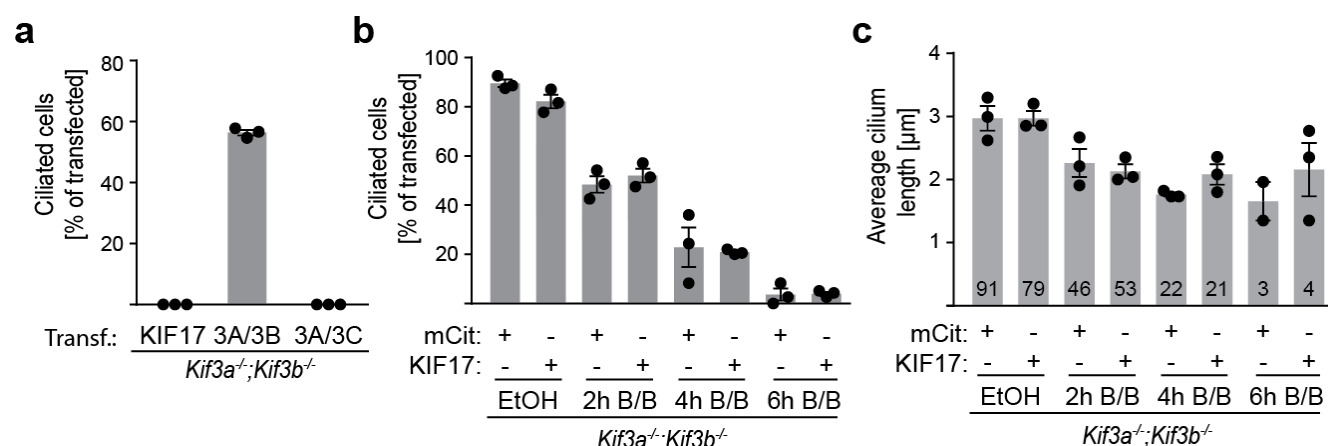 a
80
60
40
20
Ciliated cells
[% of transfected]
Transf.: KIF17 3A/3B 3A/3C
Kif3a-/-;Kif3b-/-
b
100
80
60
40
20
Ciliated cells
[% of transfected]
mCit: + - + - + - + -
KIF17: - + - + - + - +
EtOH 2h B/B 4h B/B 6h B/B
Kif3a-/-;Kif3b-/-
c
4
3
2
1
Avereage cilium
length [µm]
91 79 46 53 22 21 3 4
mCit: + - + - + - + -
KIF17: - + - + - + - +
EtOH 2h B/B 4h B/B 6h B/B
Kif3a-/-;Kif3b-/-